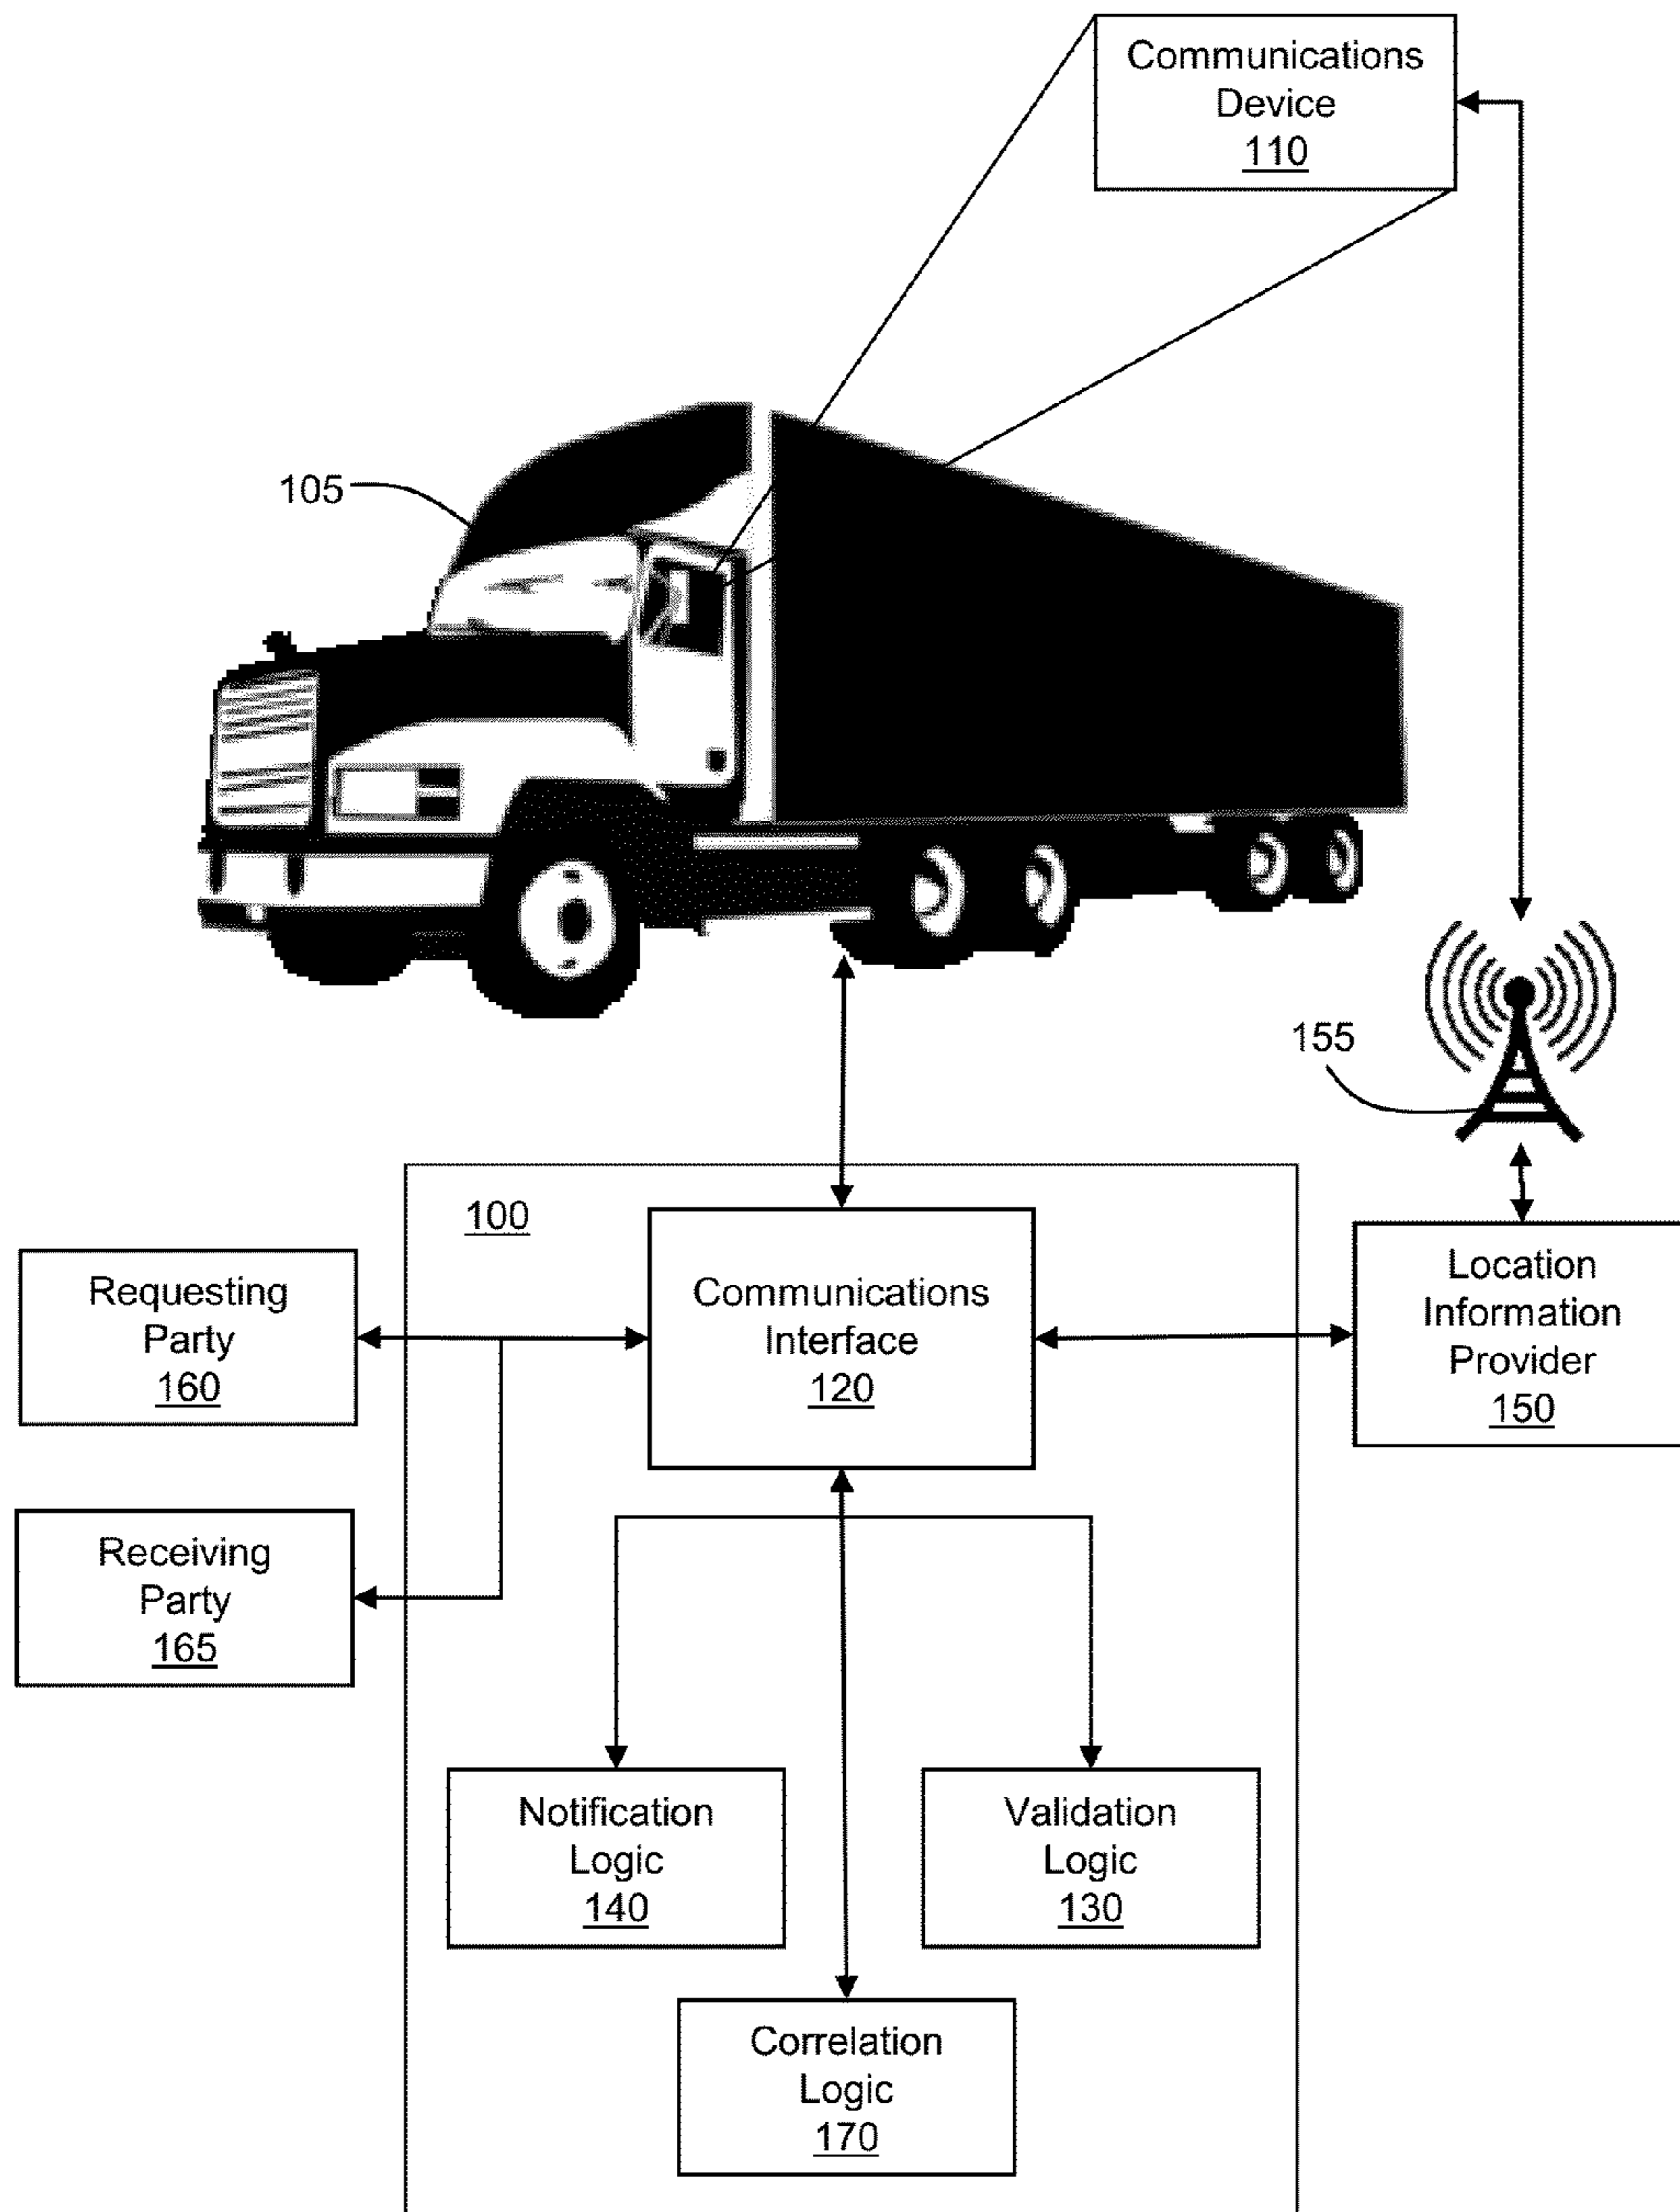 Communications
Device
110
105
155
100
Requesting
Party
160
Communications
Interface
120
Location
Information
Provider
150
Receiving
Party
165
Notification
Logic
140
Validation
Logic
130
Correlation
Logic
170